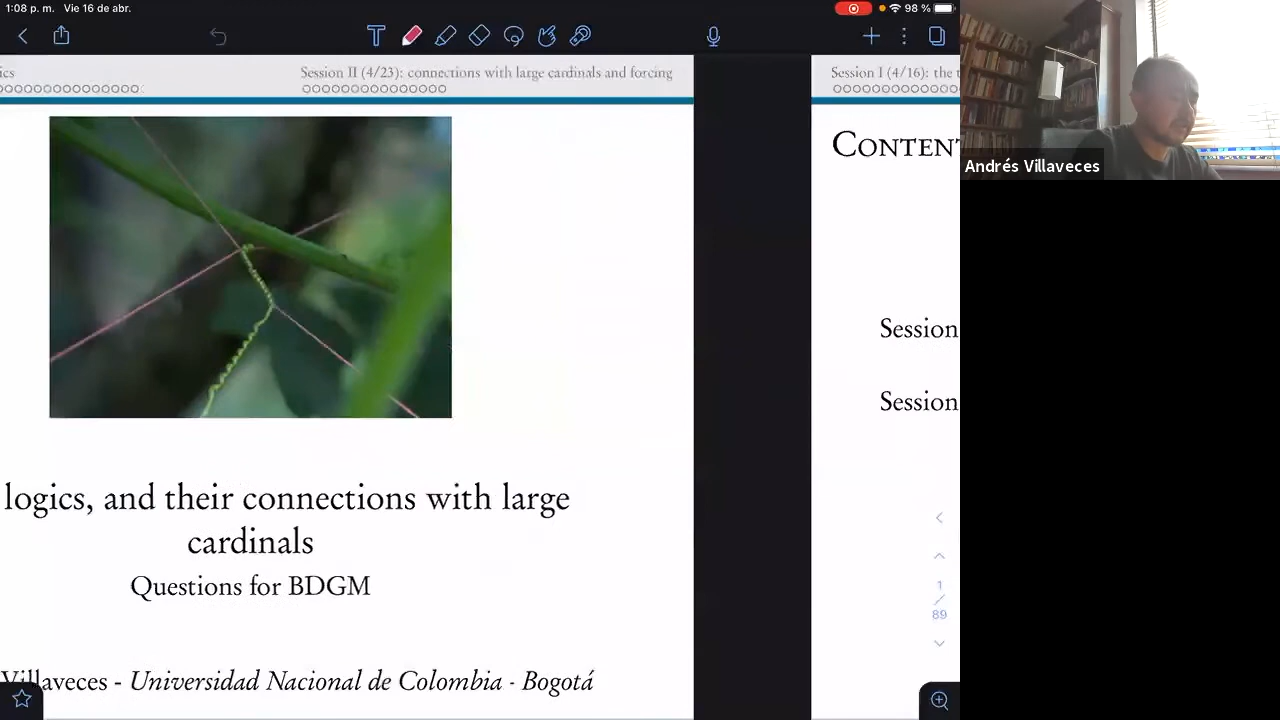 1:08 p. m. Vie 16 de abr.
98 %
ics
Session II (4/23): connections with large cardinals and forcing
Session I (4/16): the t
CONTENT
Session
Session
logics, and their connections with large
cardinals
Questions for BDGM
Villaveces - Universidad Nacional de Colombia - Bogotá
1
/
89
Andrés Villaveces